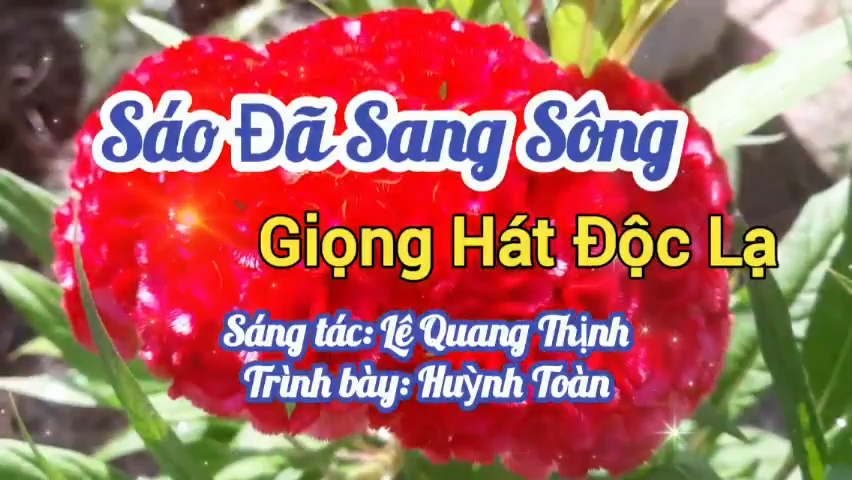 Sáo Đã Sang Sông
Giọng Hát Độc Lạ
Sáng tác: Lê Quang Thịnh
Trình bày: Huỳnh Toàn